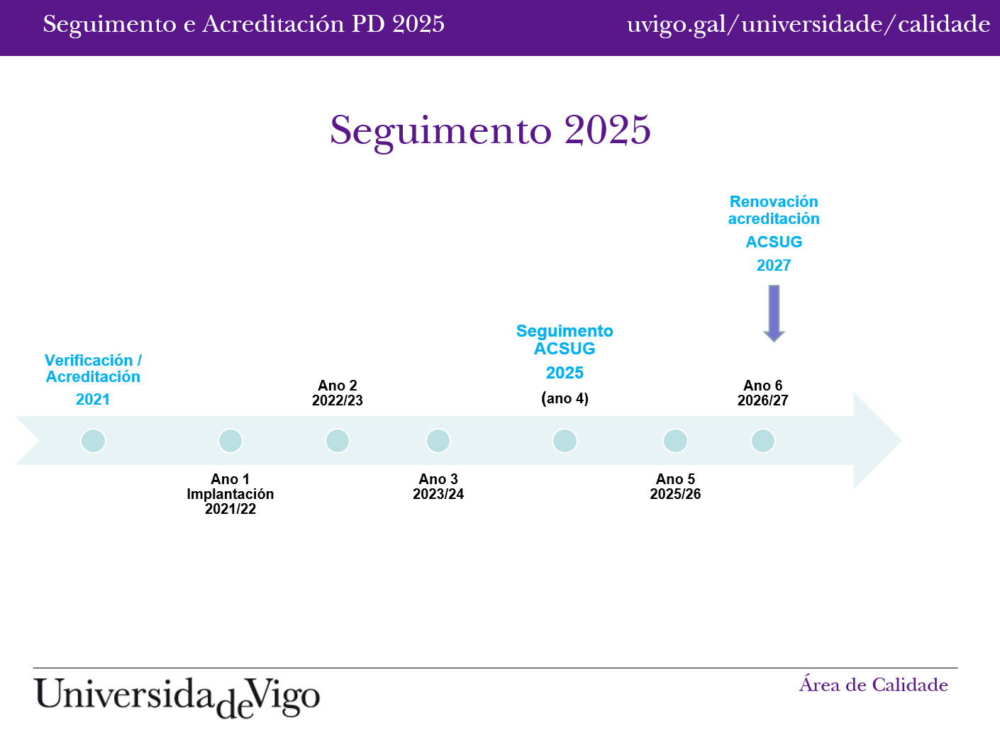 Seguimento e Acreditación PD 2025
uvigo.gal/universidade/calidade
Seguimento 2025
Verificación /
Acreditación
2021
Ano 1
Implantación
2021/22
Ano 2
2022/23
Ano 3
2023/24
Seguimento
ACSUG
2025
(ano 4)
Ano 5
2025/26
Renovación
acreditación
ACSUG
2027
Ano 6
2026/27
UniversidadeVigo
Área de Calidade